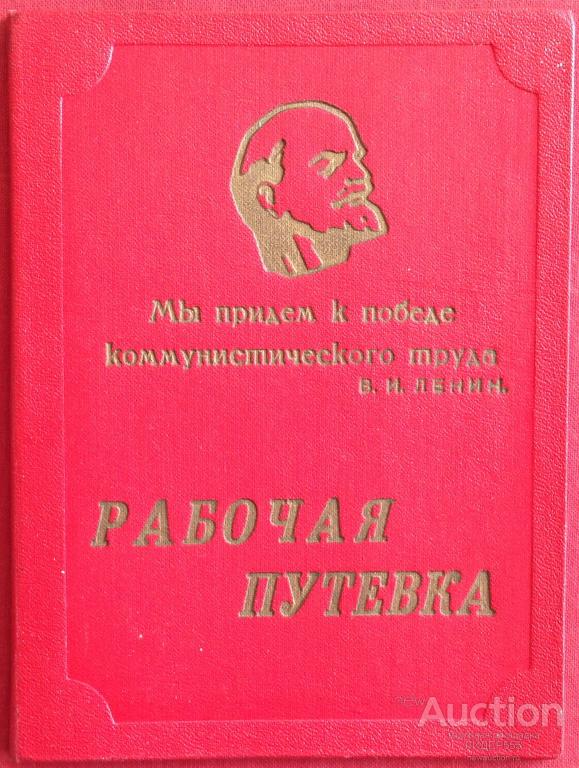 Мы придем к победе
коммунистического труда
В. И. ЛЕНИН.
РАБОЧАЯ
ПУТЕВКА
Auction